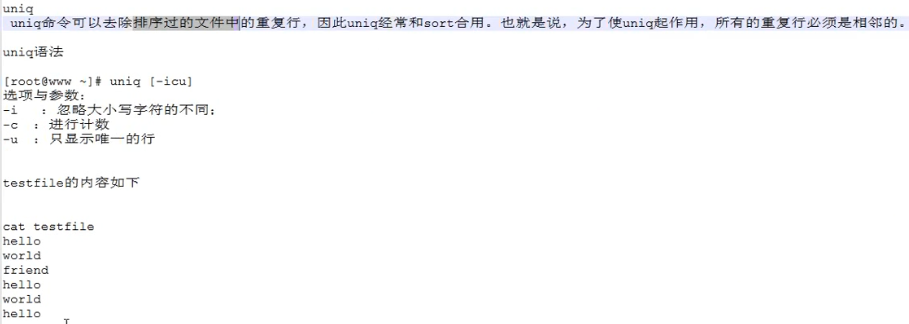 uniq
uniq命令可以去除排序过的文件中的重复行，因此uniq经常和sort合用。也就是说，为了使uniq起作用，所有的重复行必须是相邻的。
uniq语法
[root@www ~]# uniq [-icu]
选项与参数：
-i   ：忽略大小写字符的不同；
-c  ：进行计数
-u  ：只显示唯一的行
testfile的内容如下
cat testfile
hello
world
friend
hello
world
hello